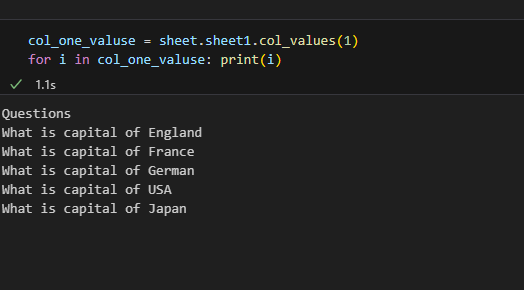 col_one_valuse = sheet.sheet1.col_values(1)
for i in col_one_valuse: print(i)
✓ 1.1s
Questions
What is capital of England
What is capital of France
What is capital of German
What is capital of USA
What is capital of Japan